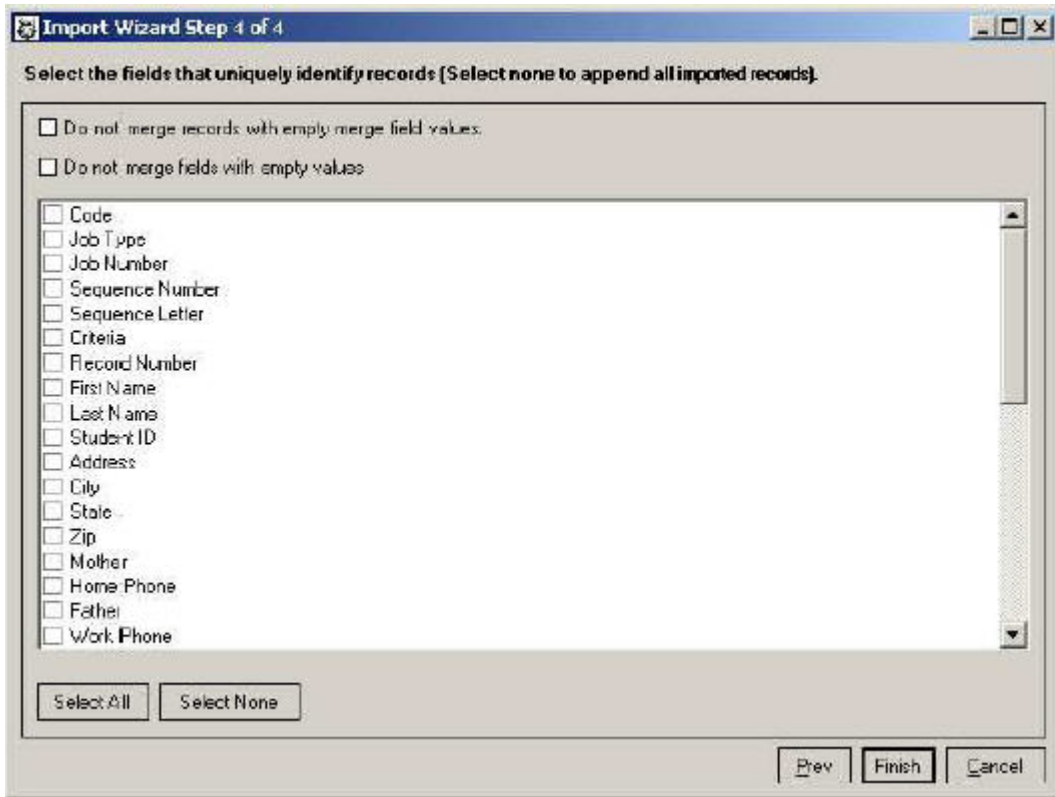 Import Wizard Step 4 of 4
Select the fields that uniquely identify records (Select none to append all imported records).
Do not merge records with empty merge field values.
Do not merge fields with empty values
Code
Job Type
Job Number
Sequence Number
Sequence Letter
Criteria
Record Number
First Name
Last Name
Student ID
Address
City
State
Zip
Mother
Home Phone
Father
Work Phone
Select All Select None
Prev Finish Cancel